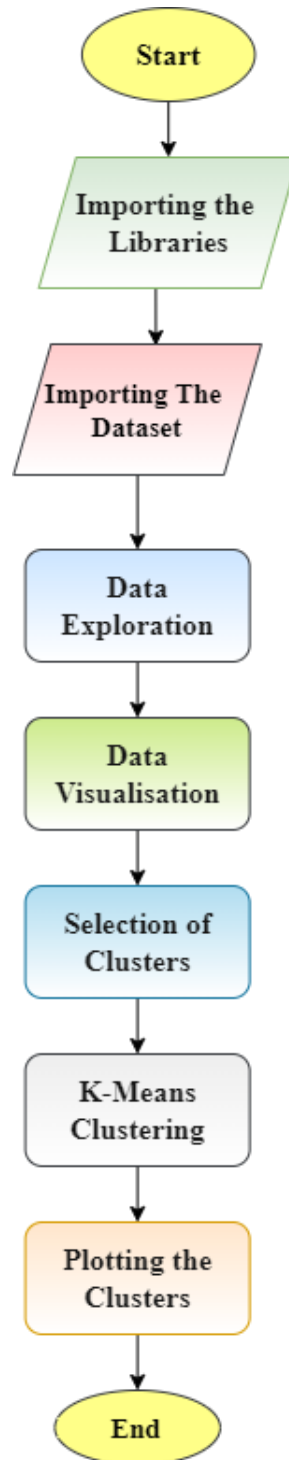 Start
Importing the
Libraries
Importing The
Dataset
Data
Exploration
Data
Visualisation
Selection of
Clusters
K-Means
Clustering
Plotting the
Clusters
End